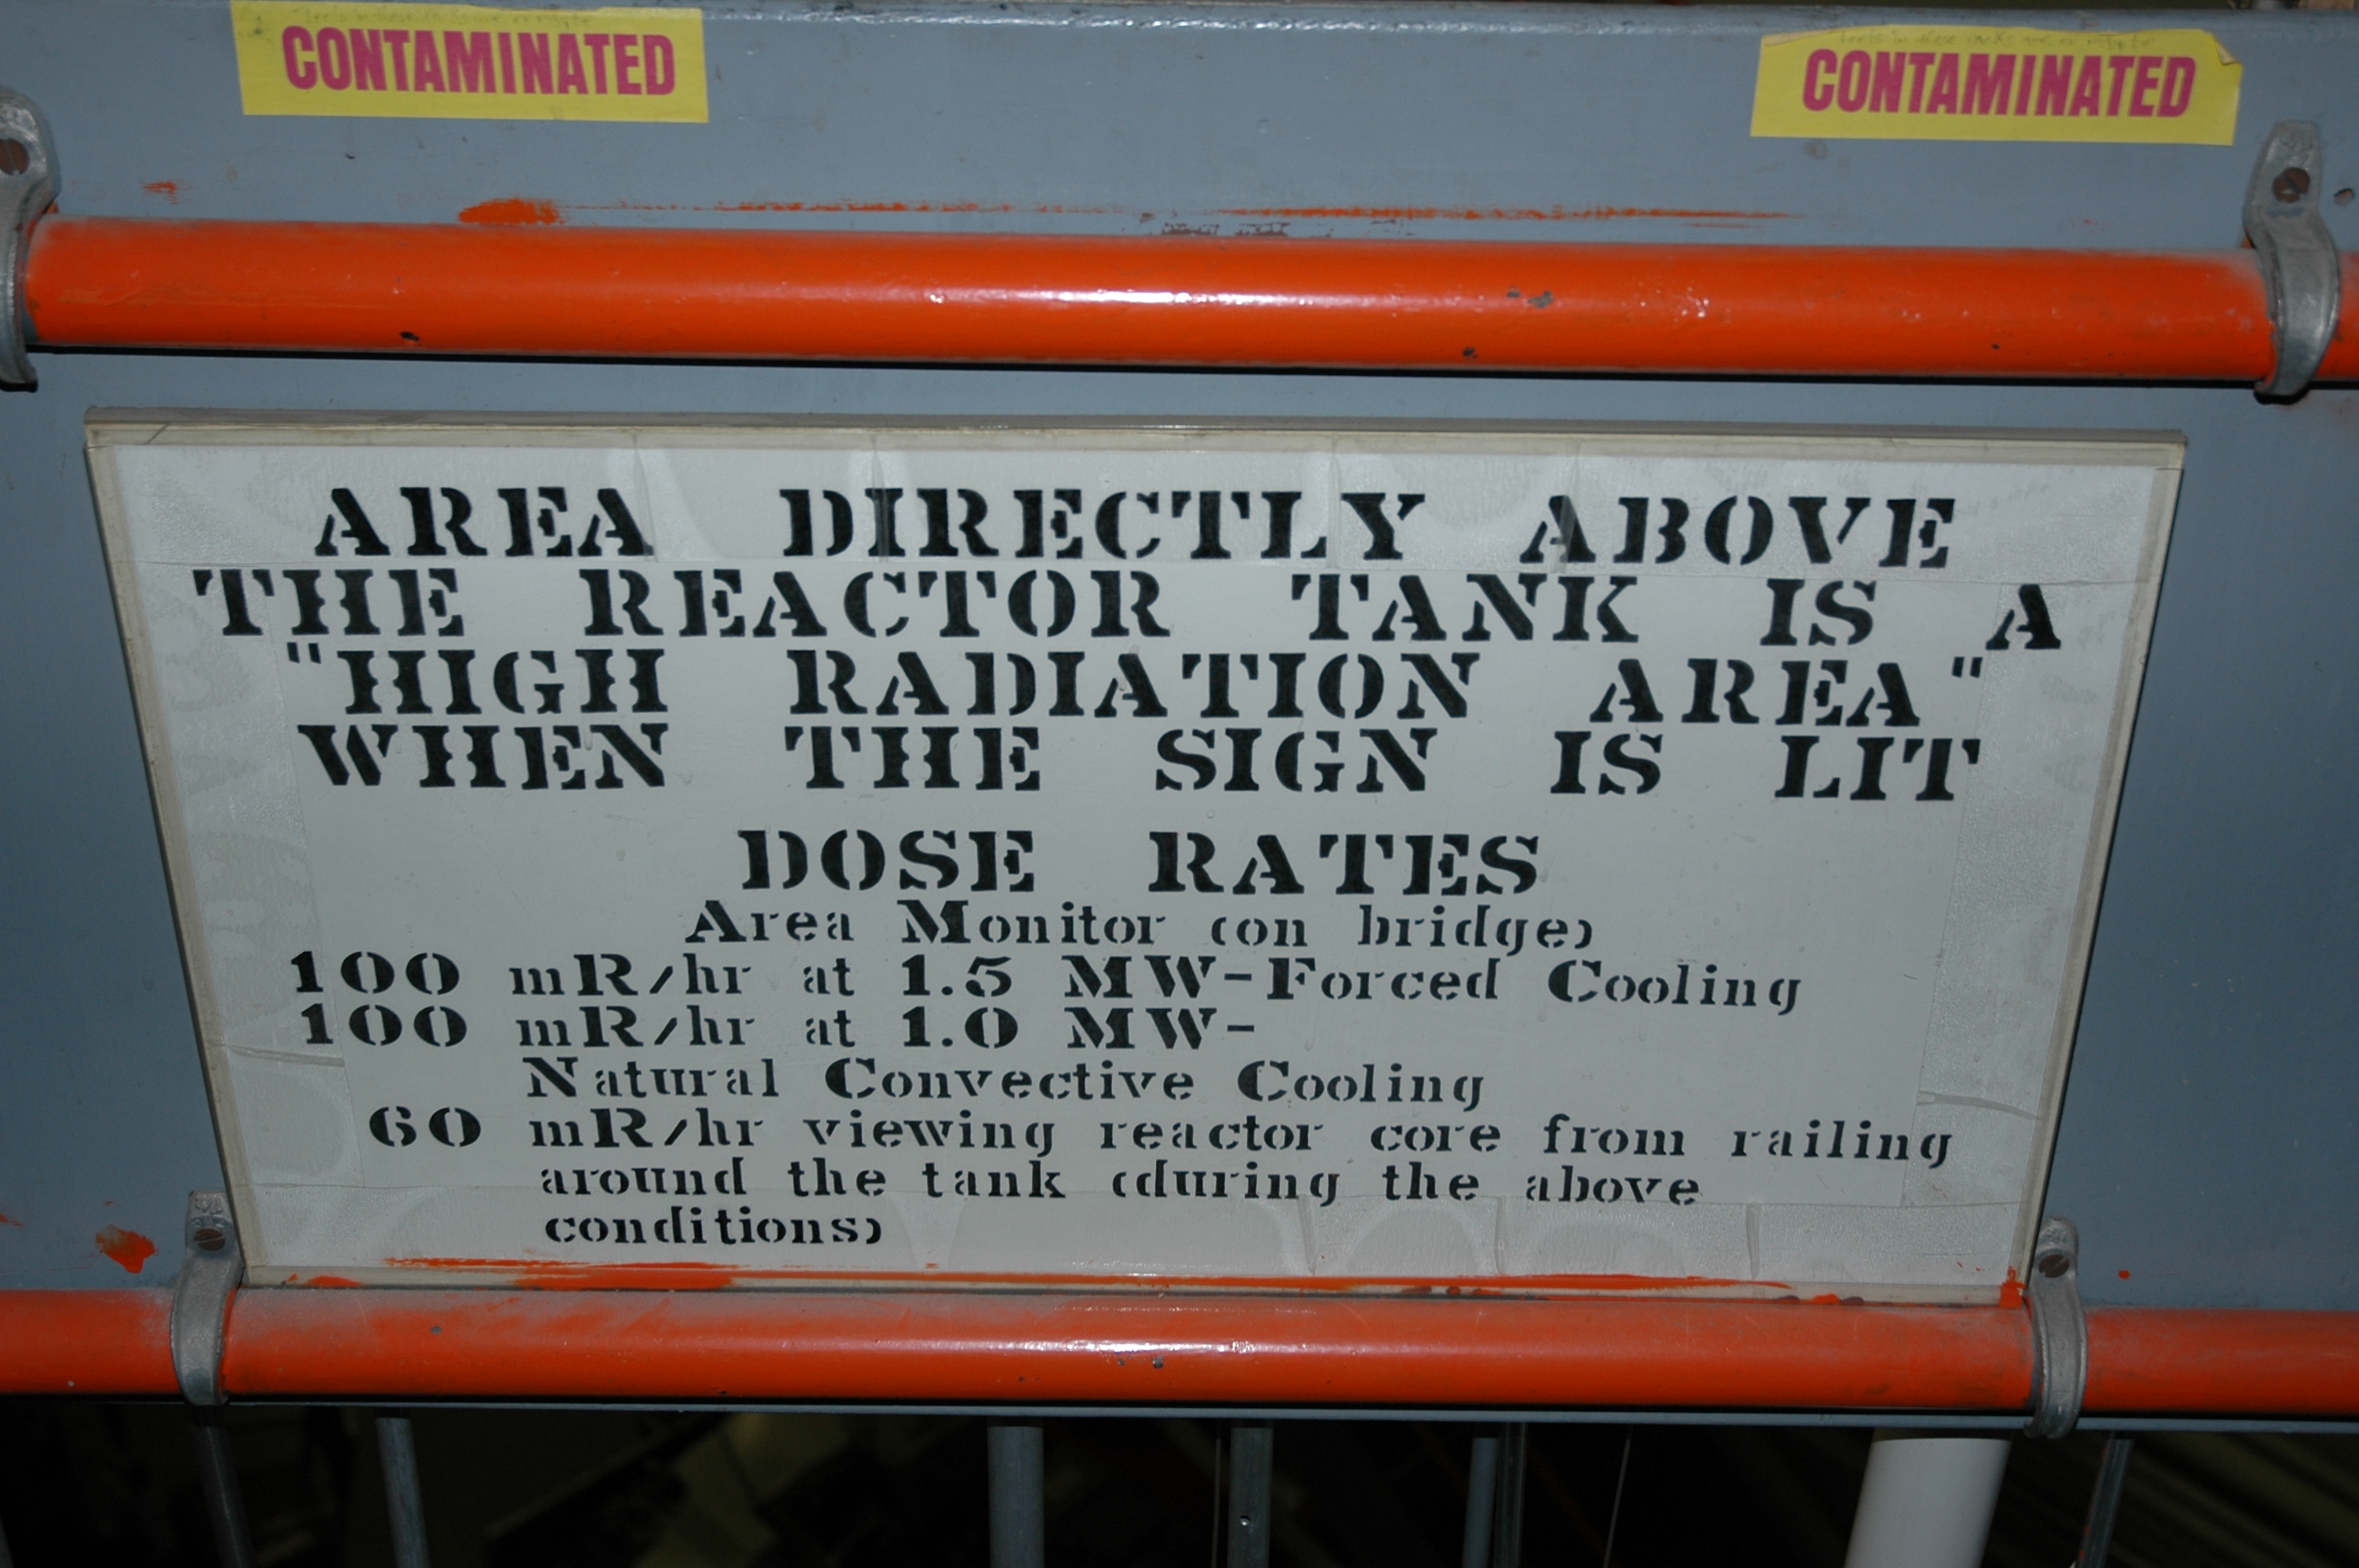 CONTAMINATED
CONTAMINATED
AREA DIRECTLY ABOVE
THE REACTOR TANK IS A
"HIGH RADIATION AREA"
WHEN THE SIGN IS LIT
DOSE RATES
Area Monitor (on bridge)
100 mR/hr at 1.5 MW-Forced Cooling
100 mR/hr at 1.0 MW-
Natural Convective Cooling
60 mR/hr viewing reactor core from railing
around the tank (during the above
conditions)